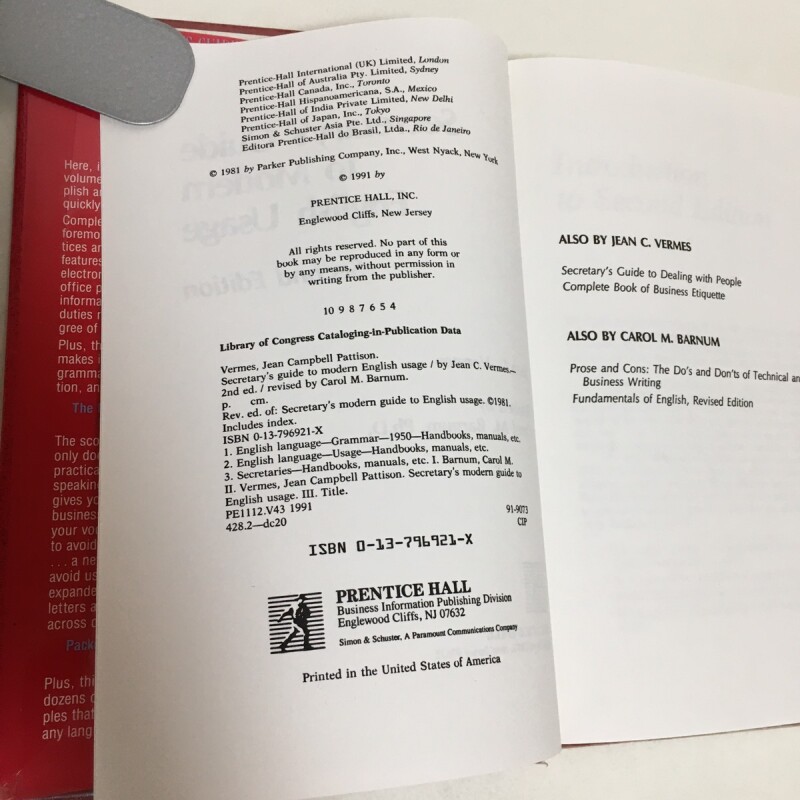 Here, i
volume
plish a
quickly
Comple
foremo
tices ar
features
electror
office p
informa
duties r
gree of
Plus, th
makes i
gramma
tion, an
The
The sco
only do
practica
speakin
gives yo
busines
your vo
to avoid
. . . a ne
avoid us
expande
letters a
across c
Pack
Plus, thi
dozens o
ples that
any lang
Prentice-Hall International (UK) Limited, London
Prentice-Hall of Australia Pty. Limited, Sydney
Prentice-Hall Canada, Inc., Toronto
Prentice-Hall Hispanoamericana, S.A., Mexico
Prentice-Hall of India Private Limited, New Delhi
Prentice-Hall of Japan, Inc., Tokyo
Simon & Schuster Asia Pte. Ltd., Singapore
Editora Prentice-Hall do Brasil, Ltda., Rio de Janeiro
© 1981 by Parker Publishing Company, Inc., West Nyack, New York
© 1991 by
PRENTICE HALL, INC.
Englewood Cliffs, New Jersey
All rights reserved. No part of this
book may be reproduced in any form or
by any means, without permission in
writing from the publisher.
10 9 8 7 6 5 4
Library of Congress Cataloging-in-Publication Data
Vermes, Jean Campbell Pattison.
Secretary's guide to modern English usage / by Jean C. Vermes.—
2nd ed. / revised by Carol M. Barnum.
p. cm.
Rev. ed. of: Secretary's modern guide to English usage. ©1981.
Includes index.
ISBN 0-13-796921-X
1. English language—Grammar—1950—Handbooks, manuals, etc.
2. English language—Usage—Handbooks, manuals, etc.
3. Secretaries—Handbooks, manuals, etc. I. Barnum, Carol M.
II. Vermes, Jean Campbell Pattison. Secretary's modern guide to
English usage. III. Title.
PE1112.V43 1991
428.2—dc20
91-9073
CIP
ISBN 0-13-796921-X
PRENTICE HALL
Business Information Publishing Division
Englewood Cliffs, NJ 07632
Simon & Schuster, A Paramount Communications Company
Printed in the United States of America
ALSO BY JEAN C. VERMES
Secretary's Guide to Dealing with People
Complete Book of Business Etiquette
ALSO BY CAROL M. BARNUM
Prose and Cons: The Do's and Don'ts of Technical an
Business Writing
Fundamentals of English, Revised Edition